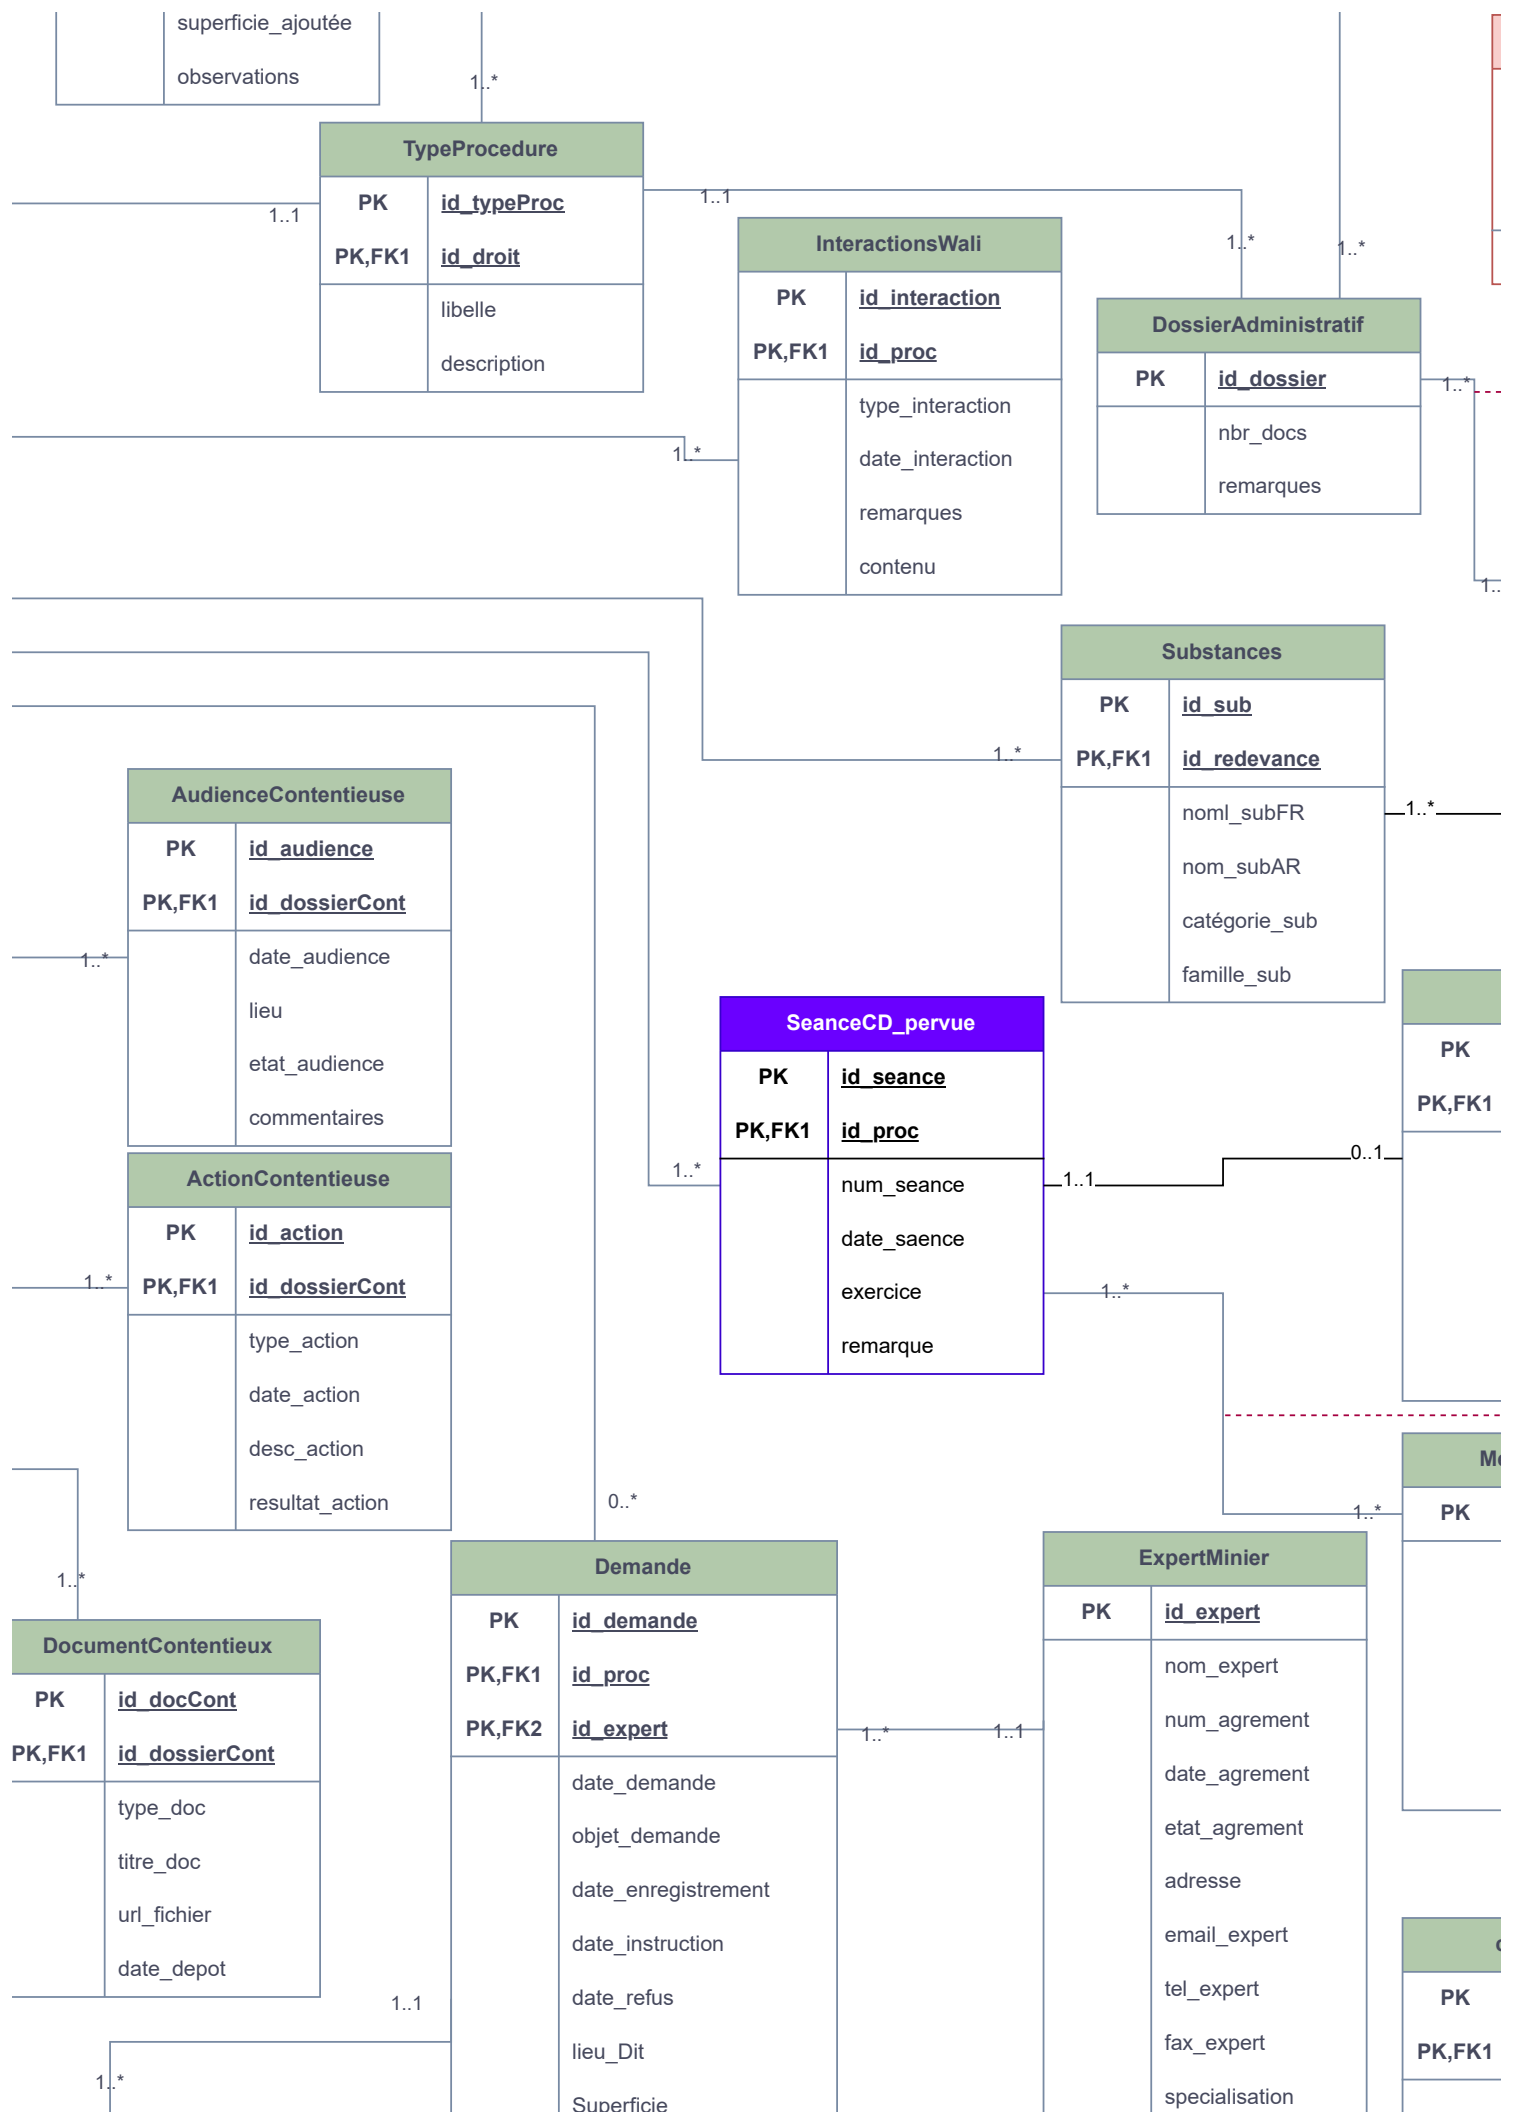 superficie_ajoutée
observations
1..*
TypeProcedure
PK id_typeProc
PK,FK1 id_droit
libelle
description
1..1
1..1
1..*
1..*
InteractionsWali
PK id_interaction
PK,FK1 id_proc
type_interaction
date_interaction
remarques
contenu
1..*
DossierAdministratif
PK id_dossier
nbr_docs
remarques
1..*
1..
Substances
PK id_sub
PK,FK1 id_redevance
noml_subFR
nom_subAR
catégorie_sub
famille_sub
1..*
1..*
AudienceContentieuse
PK id_audience
PK,FK1 id_dossierCont
date_audience
lieu
etat_audience
commentaires
1..*
SeanceCD_pervue
PK id_seance
PK,FK1 id_proc
num_seance
date_saence
exercice
remarque
1..*
1..1
0..1
1..*
1..*
PK
PK,FK1
ActionContentieuse
PK id_action
PK,FK1 id_dossierCont
type_action
date_action
desc_action
resultat_action
1..*
PK
0..*
1..*
DocumentContentieux
PK id_docCont
PK,FK1 id_dossierCont
type_doc
titre_doc
url_fichier
date_depot
Demande
PK id_demande
PK,FK1 id_proc
PK,FK2 id_expert
date_demande
objet_demande
date_enregistrement
date_instruction
date_refus
lieu_Dit
Superficie
1..*
1..1
1..1
1..*
ExpertMinier
PK id_expert
nom_expert
num_agrement
date_agrement
etat_agrement
adresse
email_expert
tel_expert
fax_expert
specialisation
PK
PK,FK1